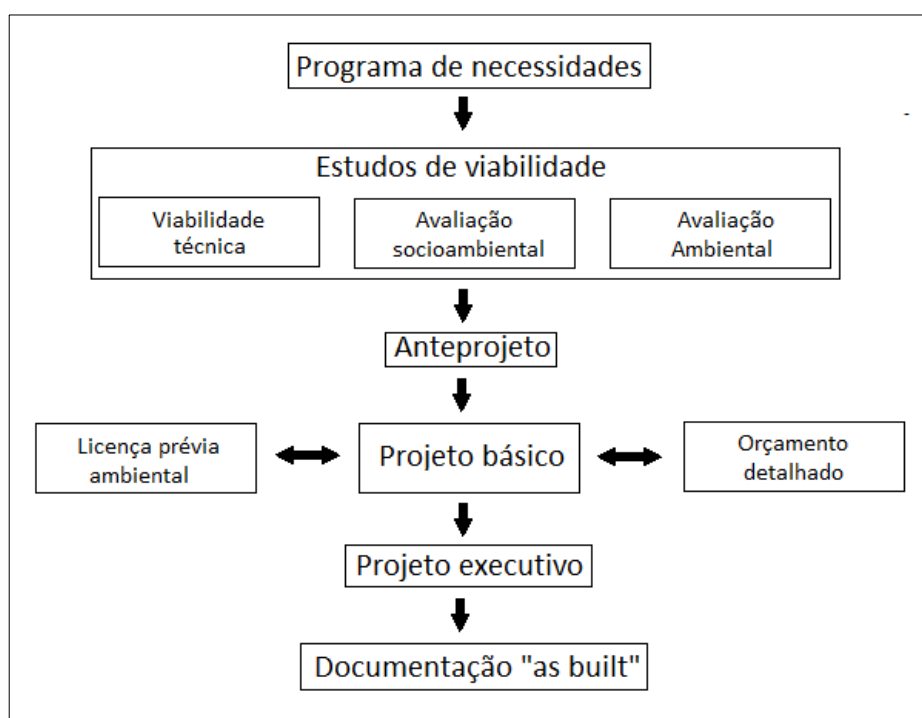 Programa de necessidades
Estudos de viabilidade
Viabilidade
técnica
Avaliação
socioambiental
Avaliação
Ambiental
Anteprojeto
Licença prévia
ambiental
Projeto básico
Orçamento
detalhado
Projeto executivo
Documentação "as built"